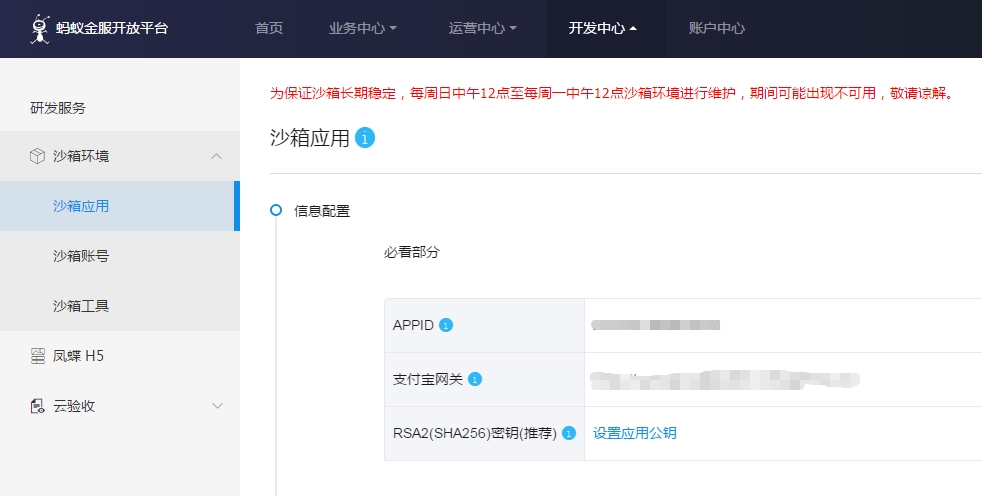 蚂蚁金服开放平台 首页 业务中心 运营中心 开发中心 账户中心
研发服务
沙箱环境
沙箱应用
沙箱账号
沙箱工具
凤蝶 H5
云验收
为保证沙箱长期稳定，每周日中午12点至每周一中午12点沙箱环境进行维护，期间可能出现不可用，敬请谅解。
沙箱应用
信息配置
必看部分
APPID
支付宝网关
RSA2(SHA256)密钥(推荐) 设置应用公钥